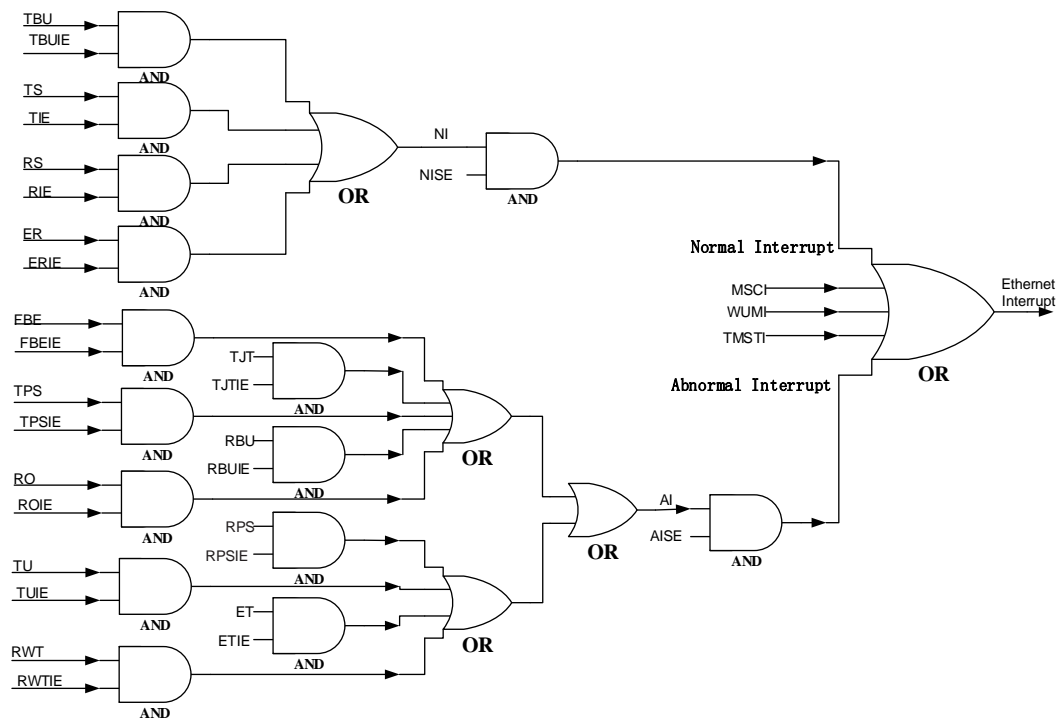 TBU
TBUIE
AND
TS
TIE
AND
RS
RIE
AND
ER
ERIE
AND
OR
NI
NISE
AND
Normal Interrupt
MSCI
WUMI
TMSTI
Abnormal Interrupt
OR
Ethernet
Interrupt
FBE
FBEIE
AND
TJT
TJTIE
AND
TPS
TPSIE
AND
RBU
RBUIE
AND
RO
ROIE
AND
OR
RPS
RPSIE
AND
TU
TUIE
AND
ET
ETIE
AND
RWT
RWTIE
AND
OR
OR
AI
AISE
AND